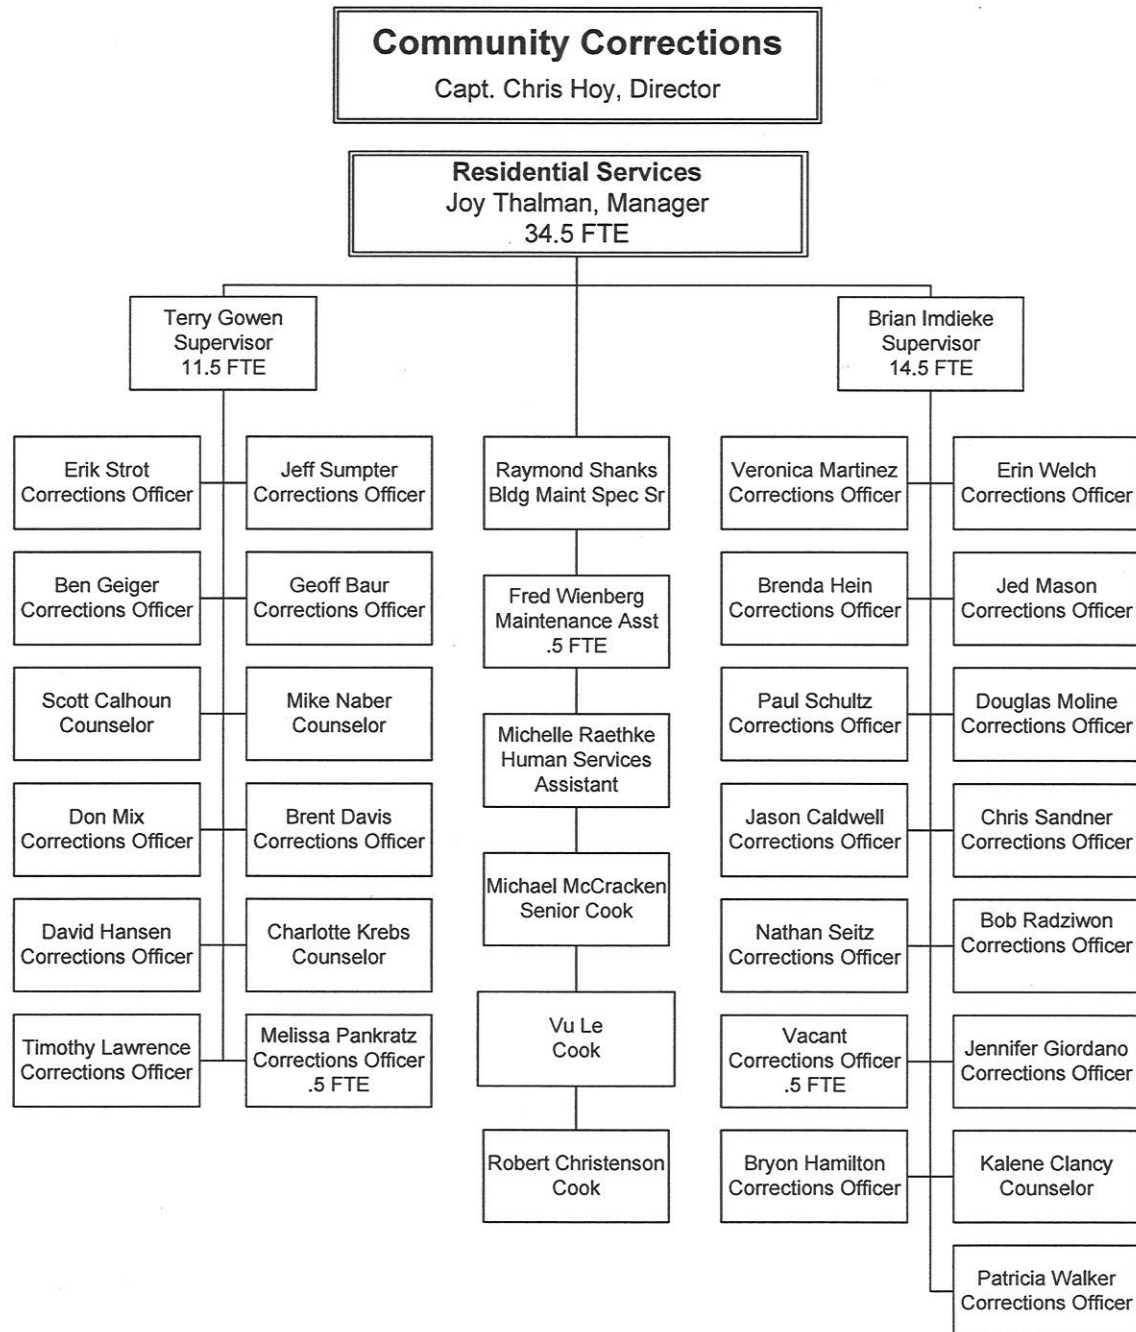 Community Corrections
Capt. Chris Hoy, Director
Residential Services
Joy Thalman, Manager
34.5 FTE
Terry Gowen
Supervisor
11.5 FTE
Brian Imdieke
Supervisor
14.5 FTE
Erik Strot
Corrections Officer
Jeff Sumpter
Corrections Officer
Raymond Shanks
Bldg Maint Spec Sr
Veronica Martinez
Corrections Officer
Erin Welch
Corrections Officer
Ben Geiger
Corrections Officer
Geoff Baur
Corrections Officer
Fred Wienberg
Maintenance Asst
.5 FTE
Brenda Hein
Corrections Officer
Jed Mason
Corrections Officer
Scott Calhoun
Counselor
Mike Naber
Counselor
Michelle Raethke
Human Services
Assistant
Paul Schultz
Corrections Officer
Douglas Moline
Corrections Officer
Don Mix
Corrections Officer
Brent Davis
Corrections Officer
Michael McCracken
Senior Cook
Jason Caldwell
Corrections Officer
Chris Sandner
Corrections Officer
David Hansen
Corrections Officer
Charlotte Krebs
Counselor
Vu Le
Cook
Nathan Seitz
Corrections Officer
Bob Radziwon
Corrections Officer
Timothy Lawrence
Corrections Officer
Melissa Pankratz
Corrections Officer
.5 FTE
Robert Christenson
Cook
Vacant
Corrections Officer
.5 FTE
Jennifer Giordano
Corrections Officer
Bryon Hamilton
Corrections Officer
Kalene Clancy
Counselor
Patricia Walker
Corrections Officer